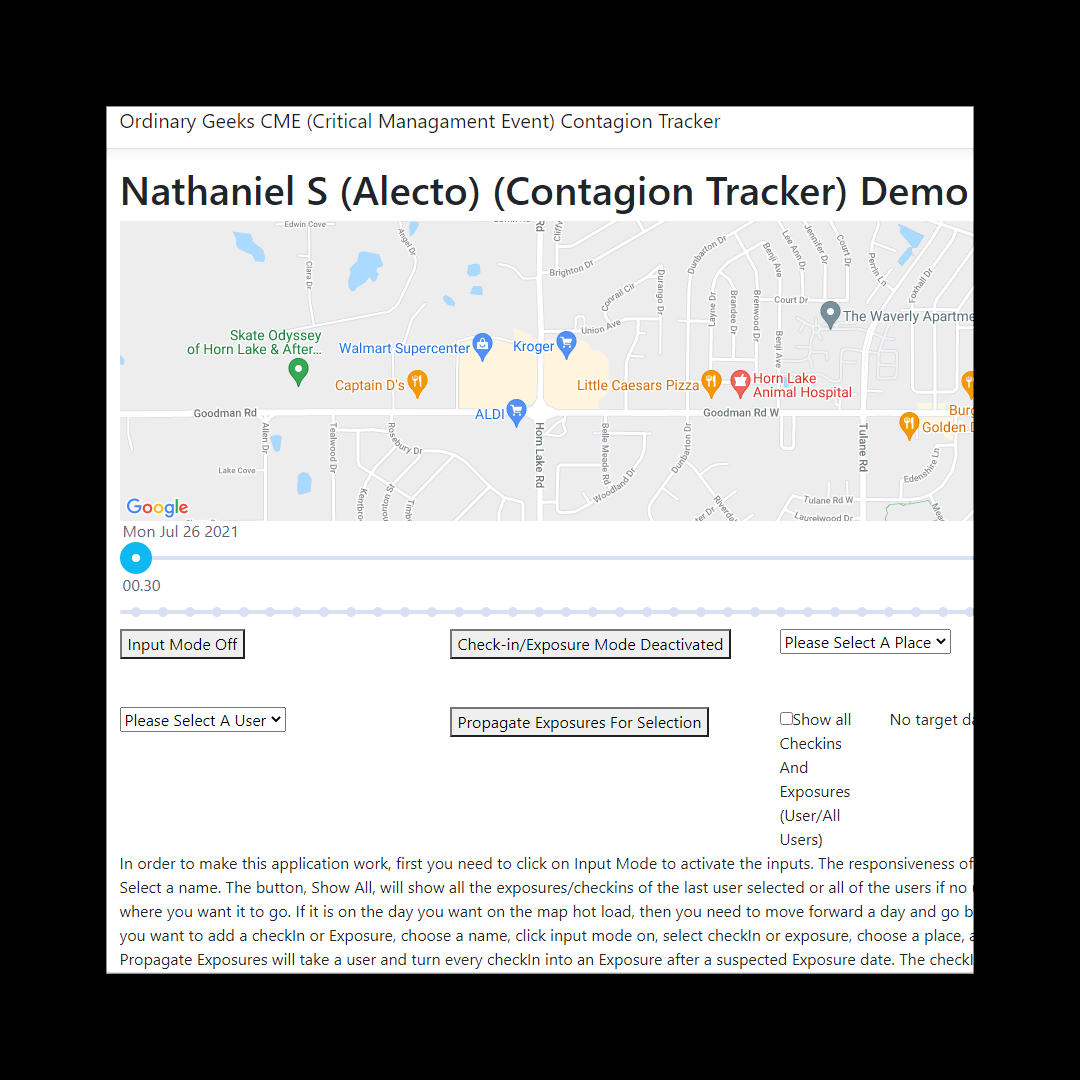 Ordinary Geeks CME (Critical Managament Event) Contagion Tracker
Nathaniel S (Alecto) (Contagion Tracker) Demo
Edwin Cove
Angel Dr
Rd
Clara Dr
Brighton Dr
Conrail Cir
Durango Dr
Dunbarton Dr
Benji Ave
Lee Ann Dr
Jennifer Dr
Court Dr
Perrin Ln
Foxhall Dr
Layne Dr
Brandee Dr
Brenwood Dr
Court Dr
Benji Ave
The Waverly Apartme
Union Ave
Skate Odyssey
of Horn Lake & After...
Walmart Supercenter
Kroger
Captain D's
Little Caesars Pizza
Horn Lake
Animal Hospital
ALDI
Goodman Rd
Goodman Rd W
Burg
Golden
Allen Dr
Tealwood Dr
Rosebury Dr
Horn Lake Rd
Belle Meade Rd
Dunbarton Dr
Tulane Rd
Lake Cove
Woodland Dr
Edenshire Ln
Tulane Rd W
Laurelwood Dr
Google
Mon Jul 26 2021
00.30
Input Mode Off
Check-in/Exposure Mode Deactivated
Please Select A Place
Please Select A User
Propagate Exposures For Selection
Show all
Checkins
And
Exposures
(User/All
Users)
No target da
In order to make this application work, first you need to click on Input Mode to activate the inputs. The responsiveness of
Select a name. The button, Show All, will show all the exposures/checkins of the last user selected or all of the users if no
where you want it to go. If it is on the day you want on the map hot load, then you need to move forward a day and go b
you want to add a checkIn or Exposure, choose a name, click input mode on, select checkIn or exposure, choose a place, a
Propagate Exposures will take a user and turn every checkIn into an Exposure after a suspected Exposure date. The checkI